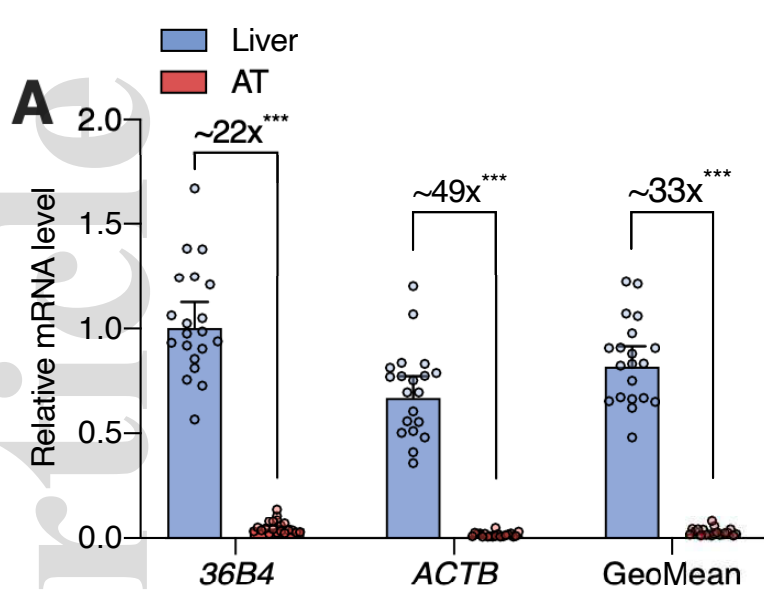 Liver
AT
A
~22x***
~49x***
~33x***
2.0
1.5
1.0
0.5
0.0
Relative mRNA level
36B4
ACTB
GeoMean
rticle